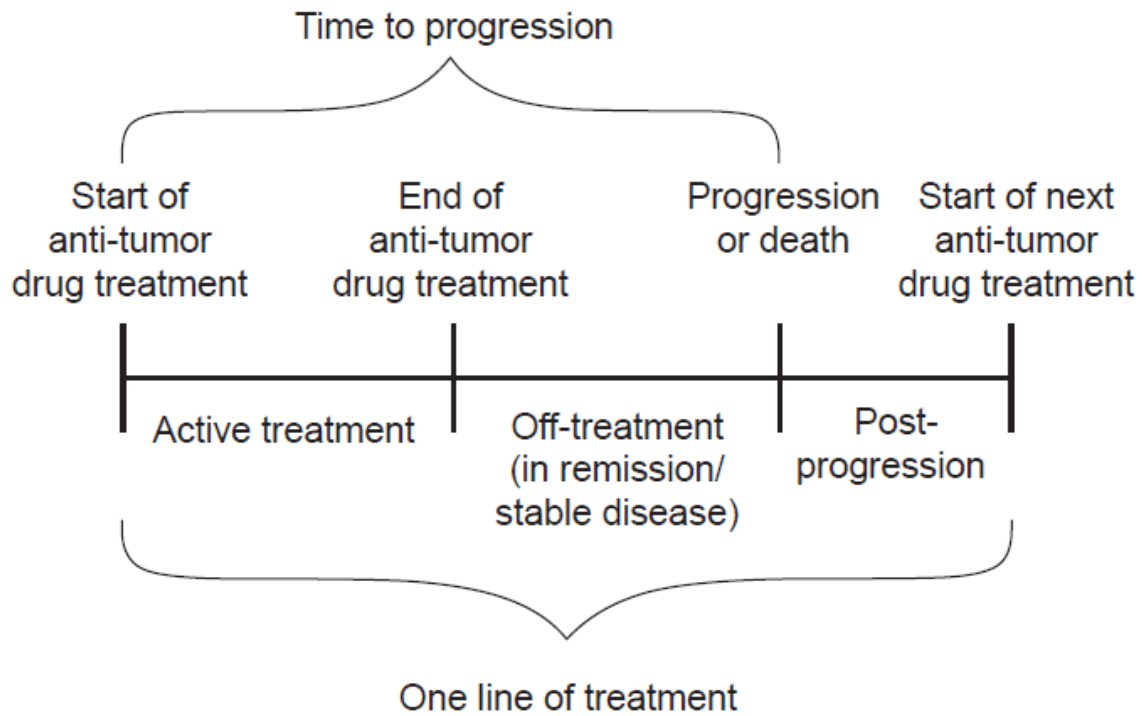 Time to progression
Start of
anti-tumor
drug treatment
End of
anti-tumor
drug treatment
Progression
or death
Start of next
anti-tumor
drug treatment
Active treatment
Off-treatment
(in remission/
stable disease)
Post-
progression
One line of treatment